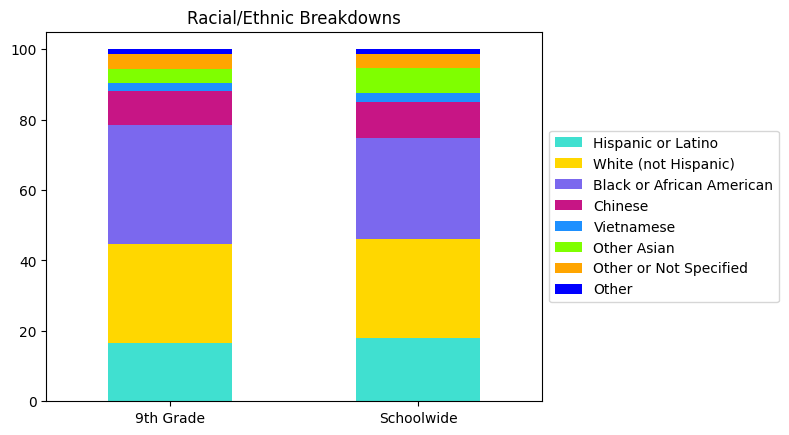 Racial/Ethnic Breakdowns
100
80
60
40
20
0
9th Grade
Schoolwide
Hispanic or Latino
White (not Hispanic)
Black or African American
Chinese
Vietnamese
Other Asian
Other or Not Specified
Other